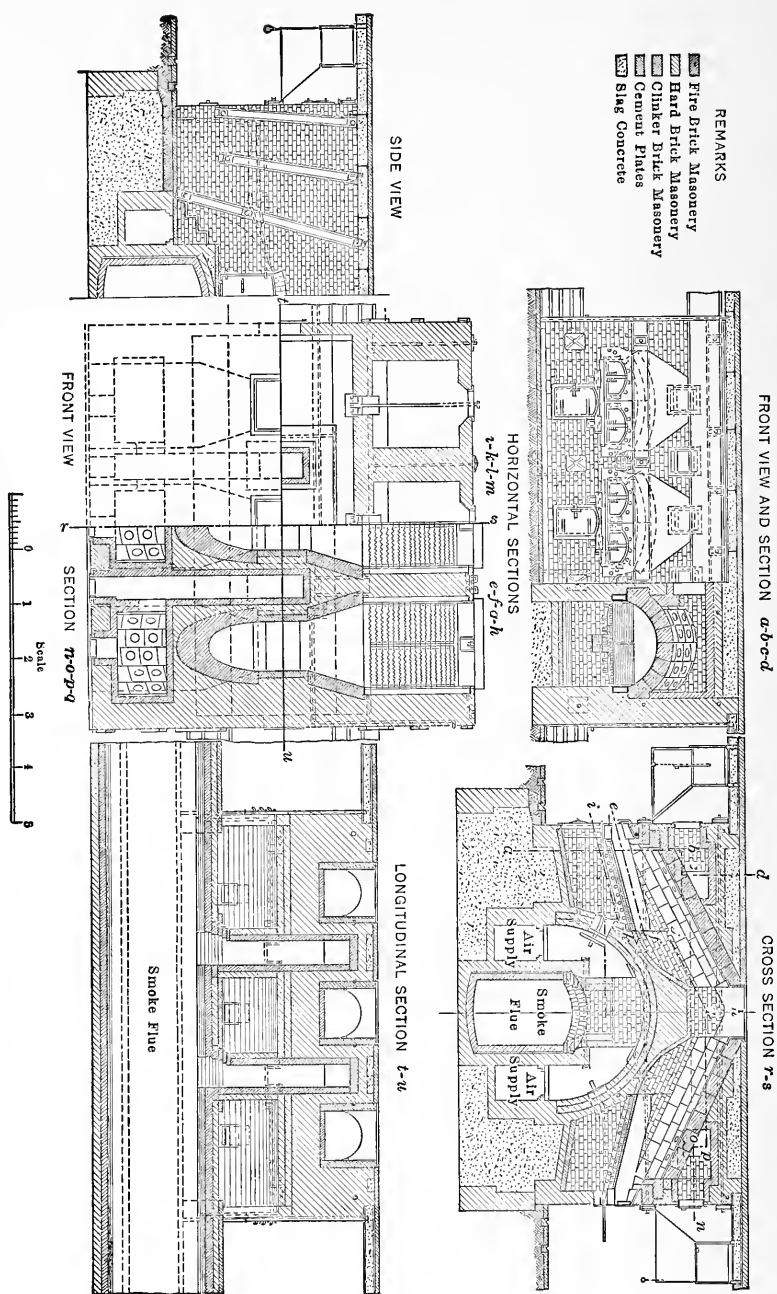 REMARKS
Fire Brick Masonry
Hard Brick Masonry
Clinker Brick Masonry
Cement Plates
Slag Concrete
FRONT VIEW AND SECTION a-b-c-d
CROSS SECTION r-s
d
b
e
i
a
h
f
k
Air
Supply
Smoke
Flue
Air
Supply
o
p
n
SIDE VIEW
HORIZONTAL SECTIONS
i-k-l-m
e-f-g-h
t
r
s
u
FRONT VIEW
SECTION n-o-p-q
LONGITUDINAL SECTION t-u
Smoke Flue
0 1 2 3 4 5
Scale